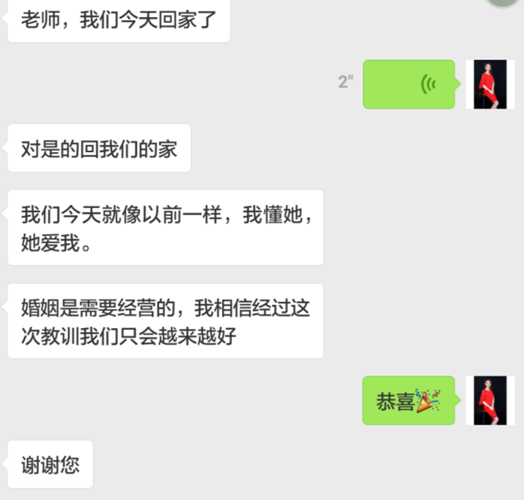 老师，我们今天回家了
2"
对是的回我们的家
我们今天就像以前一样，我懂她，
她爱我。
婚姻是需要经营的，我相信经过这
次教训我们只会越来越好
恭喜🎉
谢谢您